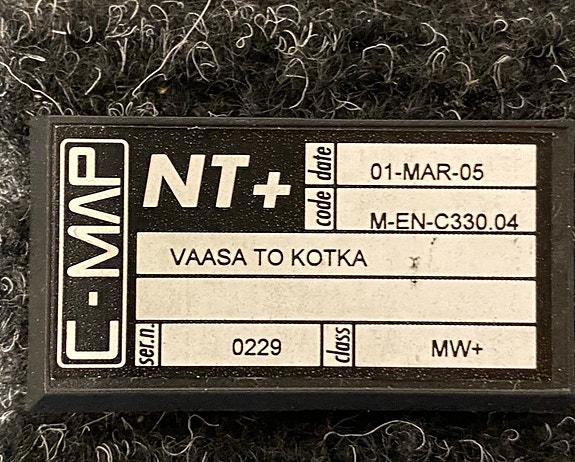 C-MAP
NT+
date 01-MAR-05
code M-EN-C330.04
VAASA TO KOTKA
ser.n. 0229 class MW+